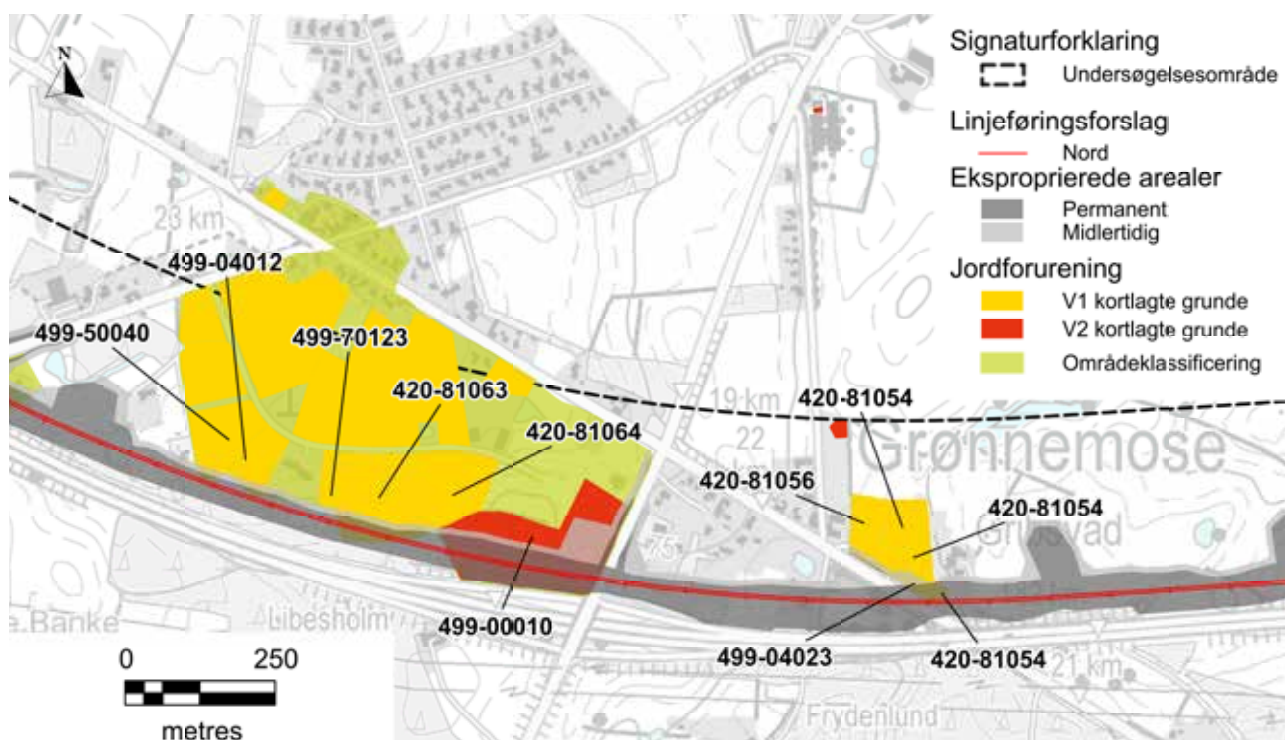 Signaturforklaring
Undersøgelsesområde
Linjeføringsforslag
Nord
Eksproprierede arealer
Permanent
Midlertidig
Jordforurening
V1 kortlagte grunde
V2 kortlagte grunde
Områdeklassificering
N
23 km
499-04012
499-50040
499-70123
420-81063
420-81064
19 km
22
420-81054
Grønnemose
420-81056
420-81054
Gribsvad
75
499-00010
Libesholm
e.Banke
499-04023
420-81054
21 km
Frydenlund
0 250
metres